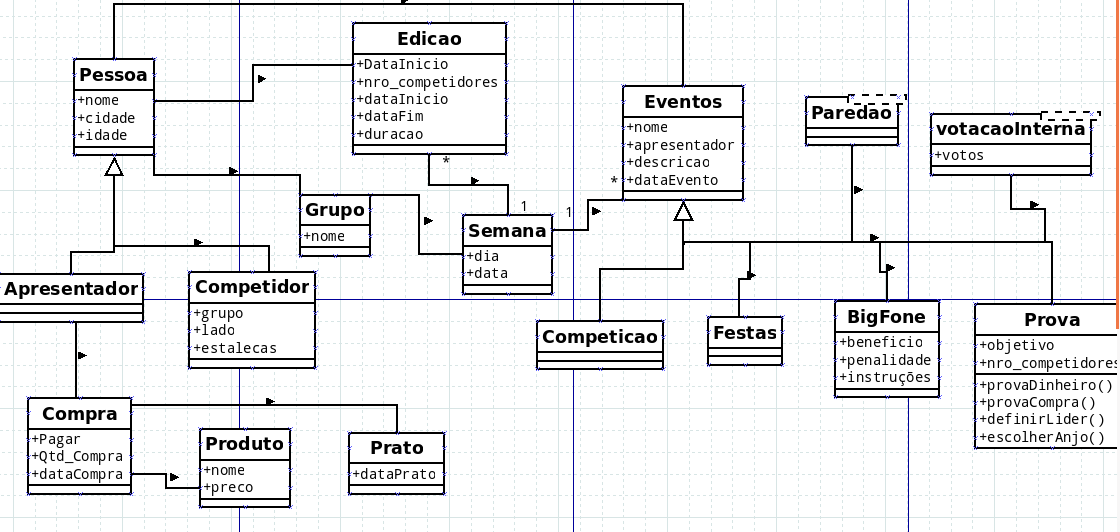 Edicao
+DataInicio
+nro_competidores
+dataInicio
+dataFim
+duracao
Pessoa
+nome
+cidade
+idade
Eventos
+nome
+apresentador
+descricao
+dataEvento
Paredao
votacaoInterna
+votos
*
*
1
1
Grupo
+nome
Semana
+dia
+data
Apresentador
Competidor
+grupo
+lado
+estalecas
Competicao
Festas
BigFone
+beneficio
+penalidade
+instruções
Prova
+objetivo
+nro_competidores
+provaDinheiro()
+provaCompra()
+definirLider()
+escolherAnjo()
Compra
+Pagar
+Qtd_Compra
+dataCompra
Produto
+nome
+preco
Prato
+dataPrato